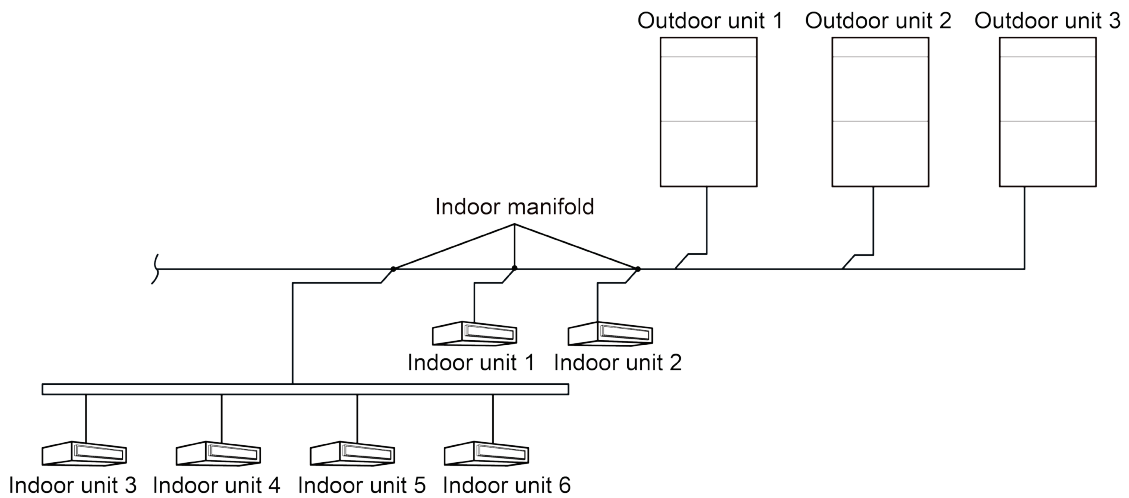 Outdoor unit 1
Outdoor unit 2
Outdoor unit 3
Indoor manifold
Indoor unit 1
Indoor unit 2
Indoor unit 3
Indoor unit 4
Indoor unit 5
Indoor unit 6